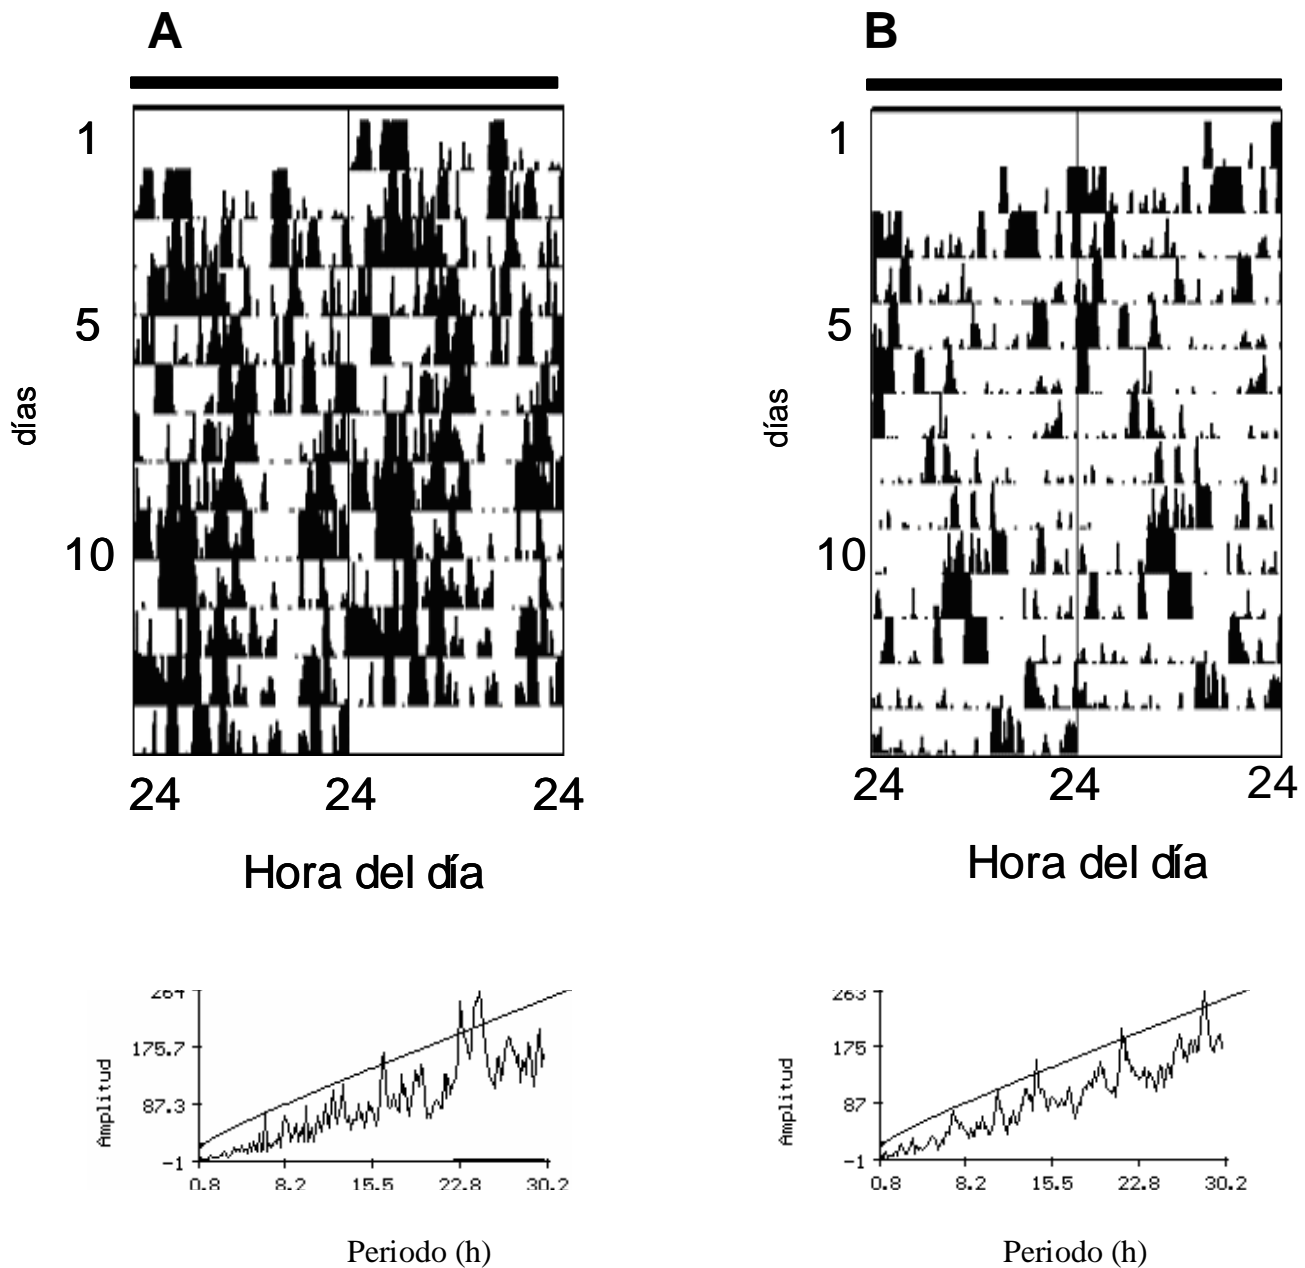 A
B
1
5
10
días
24 24 24
Hora del día
1
5
10
días
24 24 24
Hora del día
264
175.7
87.3
-1
Amplitud
0.8 8.2 15.5 22.8 30.2
Periodo (h)
263
175
87
-1
Amplitud
0.8 8.2 15.5 22.8 30.2
Periodo (h)